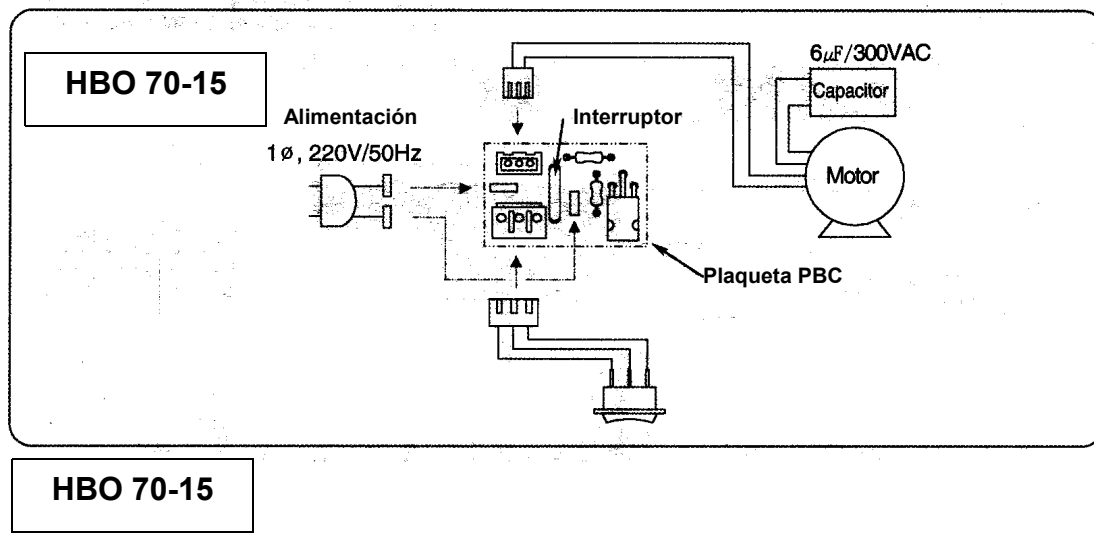 HBO 70-15
6µF/300VAC
Capacitor
Alimentación
Interruptor
1ø, 220V/50Hz
Motor
Plaqueta PBC
HBO 70-15